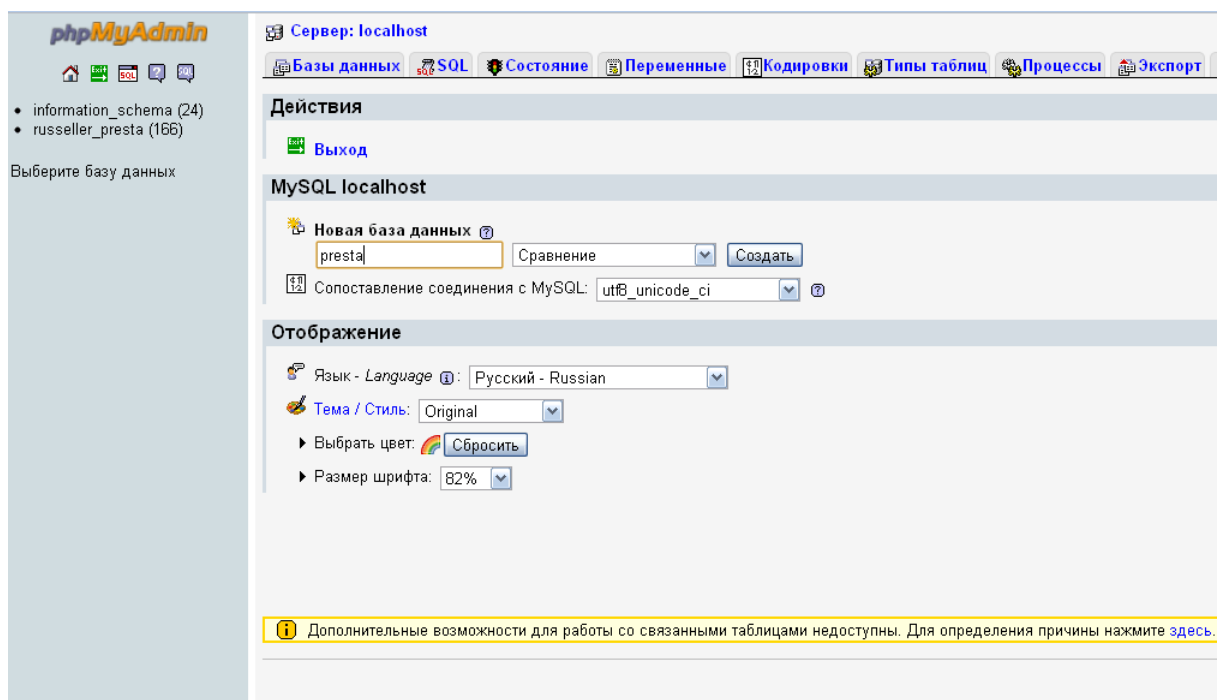 phpMyAdmin
information_schema (24)
russeller_presta (166)
Выберите базу данных
Сервер: localhost
Базы данных SQL Состояние Переменные Кодировки Типы таблиц Процессы Экспорт
Действия
Выход
MySQL localhost
Новая база данных
presta Сравнение Создать
Сопоставление соединения с MySQL: utf8_unicode_ci
Отображение
Язык - Language : Русский - Russian
Тема / Стиль: Original
Выбрать цвет: Сбросить
Размер шрифта: 82%
Дополнительные возможности для работы со связанными таблицами недоступны. Для определения причины нажмите здесь.